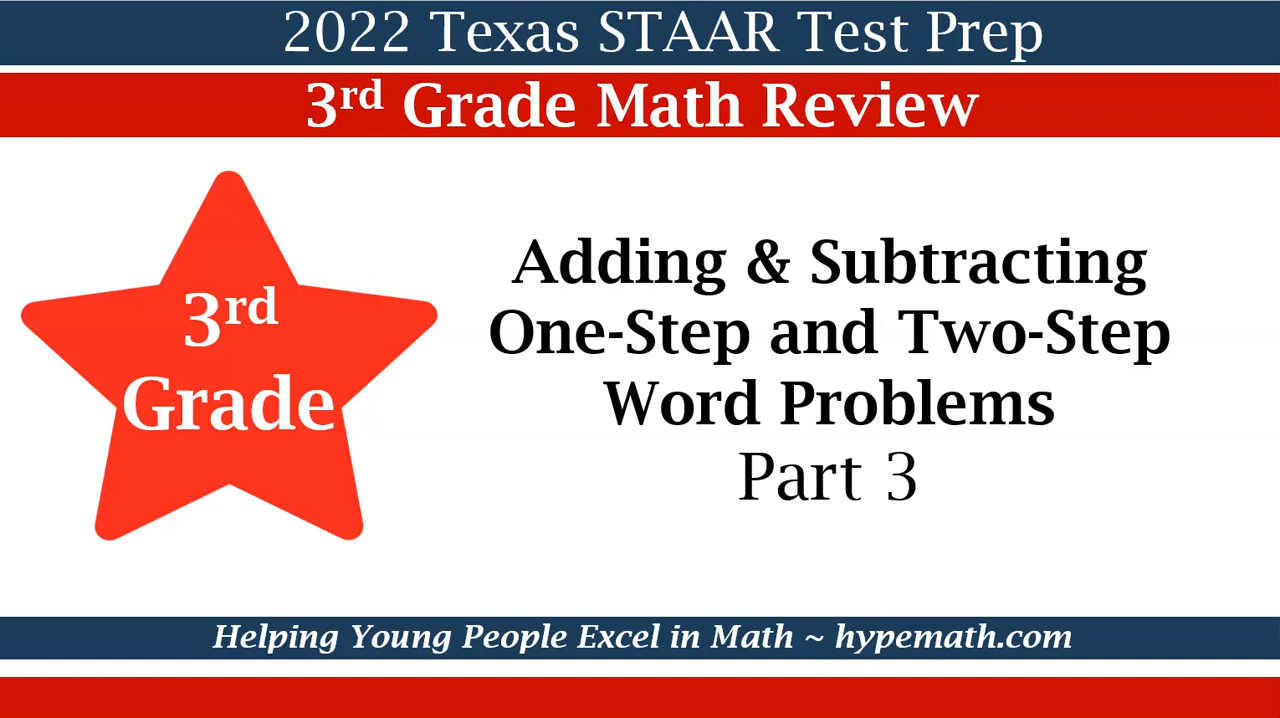 2022 Texas STAAR Test Prep
3rd Grade Math Review
3rd
Grade
Adding & Subtracting
One-Step and Two-Step
Word Problems
Part 3
Helping Young People Excel in Math ~ hypemath.com